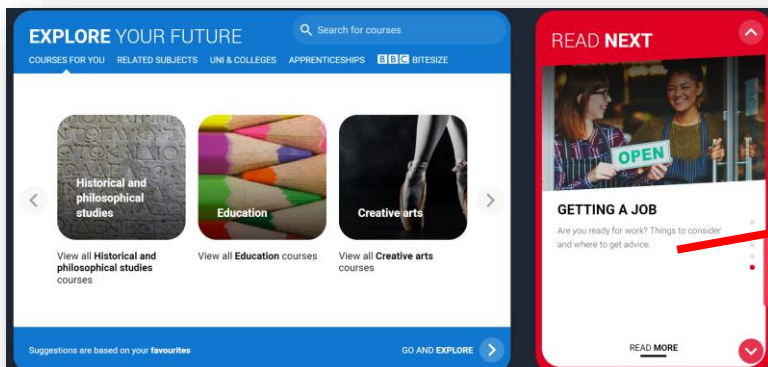 EXPLORE YOUR FUTURE
Search for courses
COURSES FOR YOU RELATED SUBJECTS UNI & COLLEGES APPRENTICESHIPS BBC BITESIZE
Historical and
philosophical
studies
Education
Creative arts
View all Historical and
philosophical studies
courses
View all Education courses
View all Creative arts
courses
Suggestions are based on your favourites
GO AND EXPLORE
READ NEXT
OPEN
GETTING A JOB
Are you ready for work? Things to consider
and where to get advice.
READ MORE